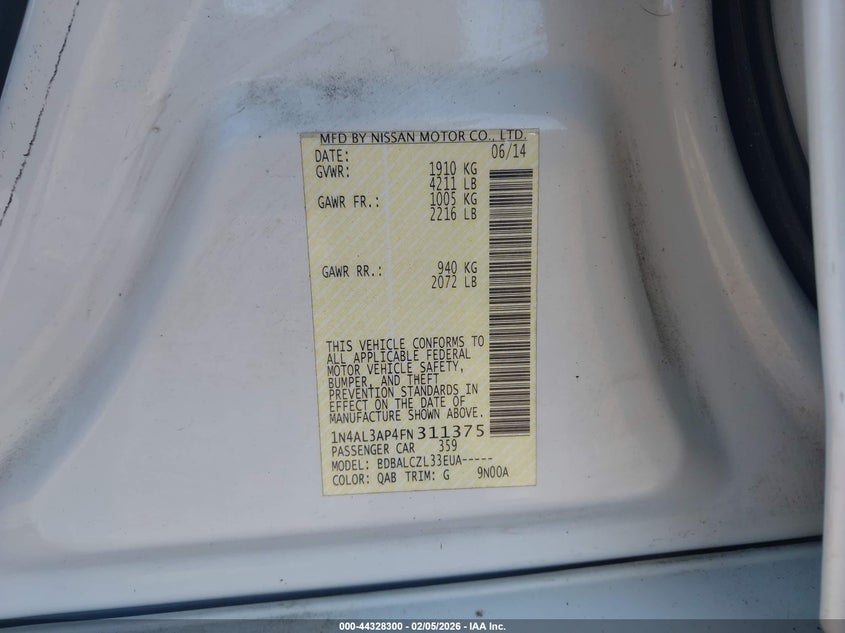 MFD BY NISSAN MOTOR CO., LTD.
DATE: 06/14
GVWR: 1910 KG
4211 LB
GAWR FR.: 1005 KG
2216 LB
GAWR RR.: 940 KG
2072 LB
THIS VEHICLE CONFORMS TO
ALL APPLICABLE FEDERAL
MOTOR VEHICLE SAFETY,
BUMPER, AND THEFT
PREVENTION STANDARDS IN
EFFECT ON THE DATE OF
MANUFACTURE SHOWN ABOVE.
1N4AL3AP4FN311375
PASSENGER CAR 359
MODEL: BDBALCZL33EUA-----
COLOR: QAB TRIM: G 9N00A
000-44328300 - 02/05/2026 - IAA Inc.